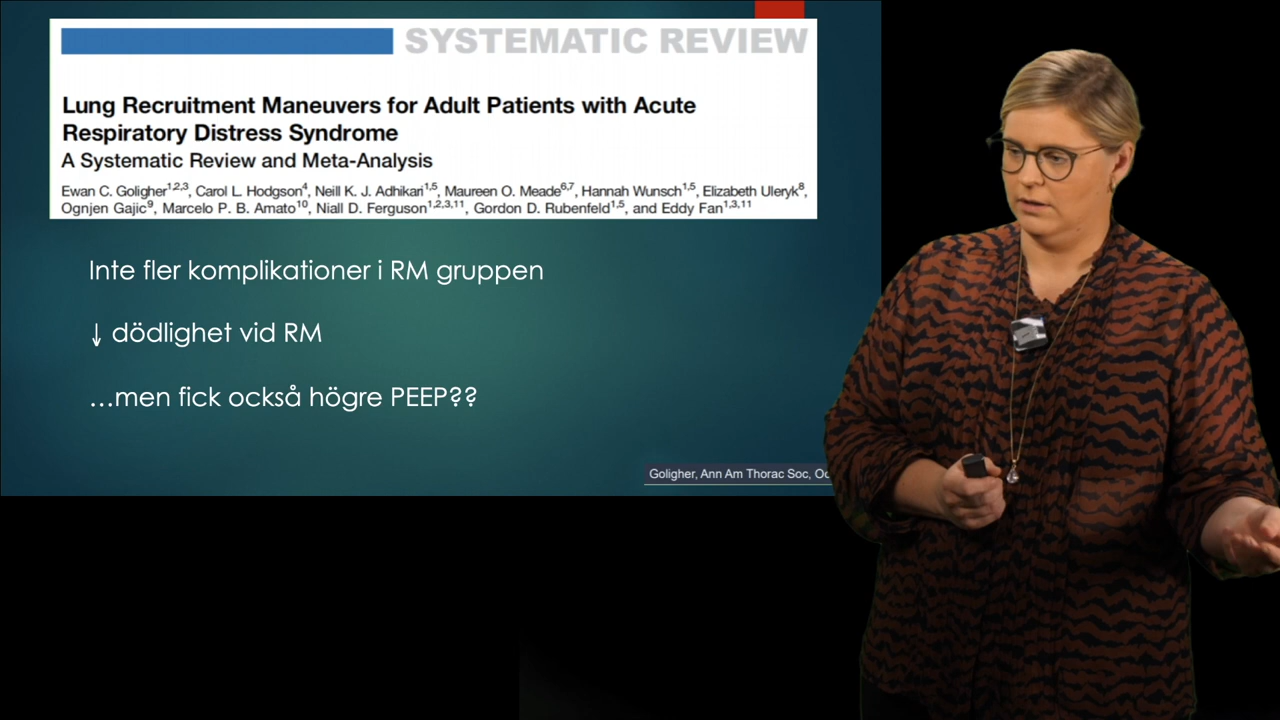 SYSTEMATIC REVIEW
Lung Recruitment Maneuvers for Adult Patients with Acute
Respiratory Distress Syndrome
A Systematic Review and Meta-Analysis
Ewan C. Goligher1,2,3, Carol L. Hodgson4, Neill K. J. Adhikari1,5, Maureen O. Meade6,7, Hannah Wunsch1,5, Elizabeth Uleryk8,
Ognjen Gajic9, Marcelo P. B. Amato10, Niall D. Ferguson1,2,3,11, Gordon D. Rubenfeld1,5, and Eddy Fan1,3,11
Inte fler komplikationer i RM gruppen
↓ dödlighet vid RM
...men fick också högre PEEP??
Goligher, Ann Am Thorac Soc,